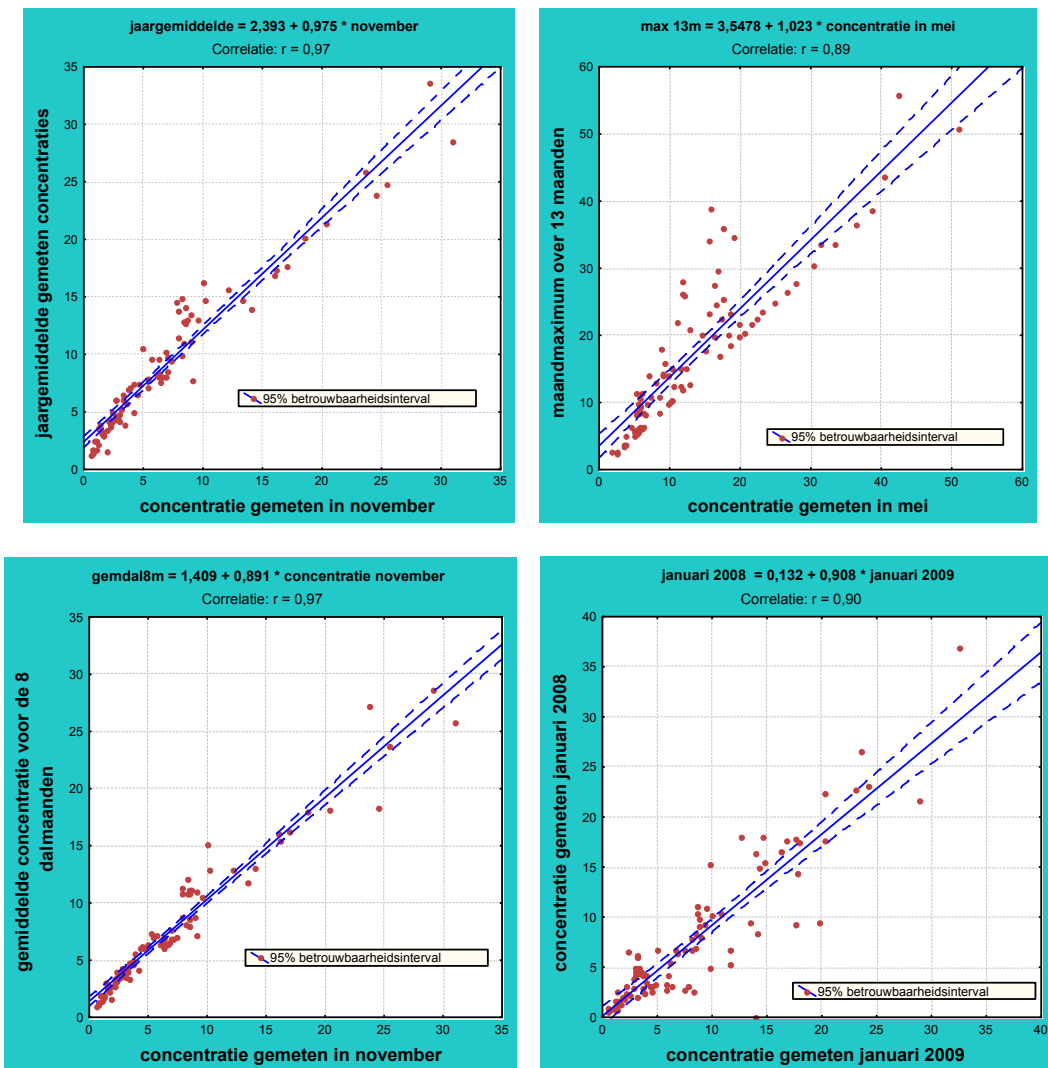 jaargemiddelde = 2,393 + 0,975 * november
Correlatie: r = 0,97
35
30
25
20
15
10
5
0
jaargemiddelde gemeten concentraties
95% betrouwbaarheidsinterval
0 5 10 15 20 25 30 35
concentratie gemeten in november
max 13m = 3,5478 + 1,023 * concentratie in mei
Correlatie: r = 0,89
60
50
40
30
20
10
0
maandmaximum over 13 maanden
95% betrouwbaarheidsinterval
0 10 20 30 40 50 60
concentratie gemeten in mei
gemdal8m = 1,409 + 0,891 * concentratie november
Correlatie: r = 0,97
35
30
25
20
15
10
5
0
gemiddelde concentratie voor de 8
dalmaanden
95% betrouwbaarheidsinterval
0 5 10 15 20 25 30 35
concentratie gemeten in november
januari 2008 = 0,132 + 0,908 * januari 2009
Correlatie: r = 0,90
40
35
30
25
20
15
10
5
0
concentratie gemeten januari 2008
95% betrouwbaarheidsinterval
0 5 10 15 20 25 30 35 40
concentratie gemeten januari 2009